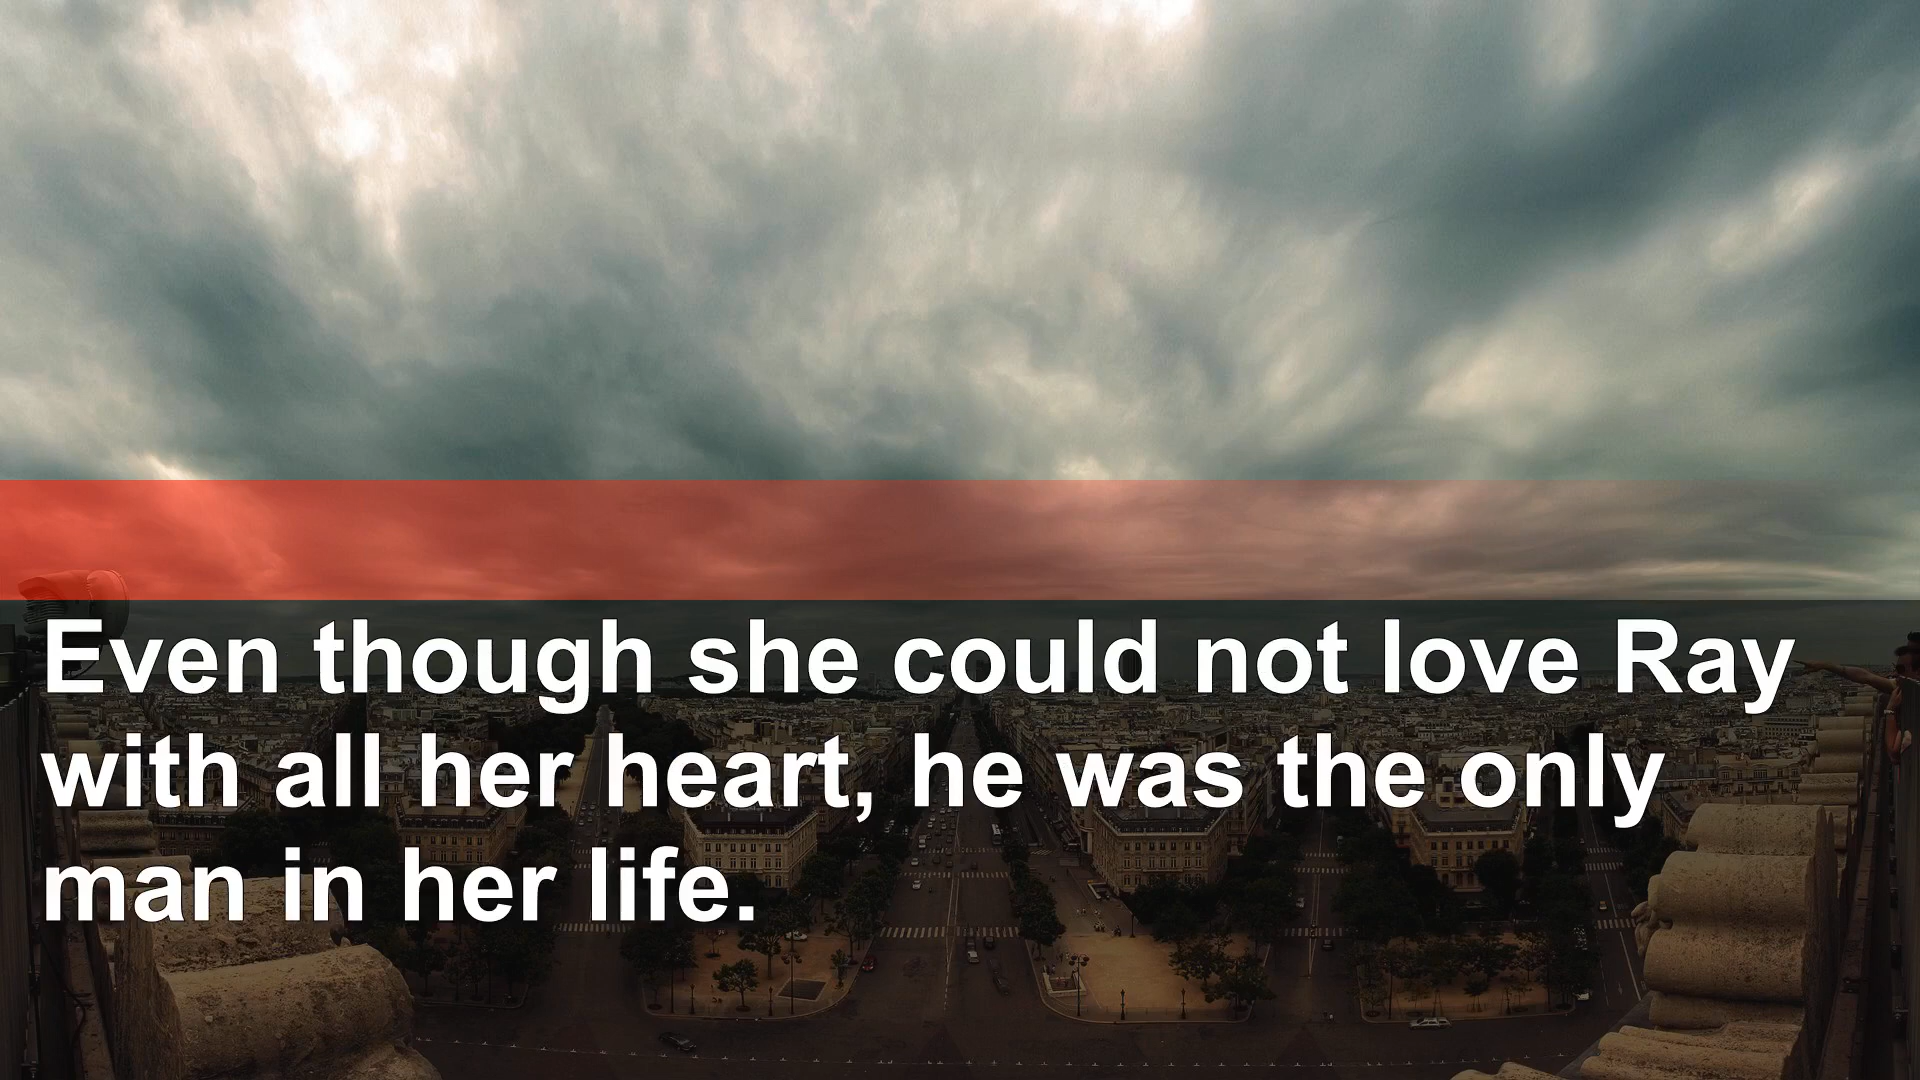 Even though she could not love Ray
with all her heart, he was the only
man in her life.